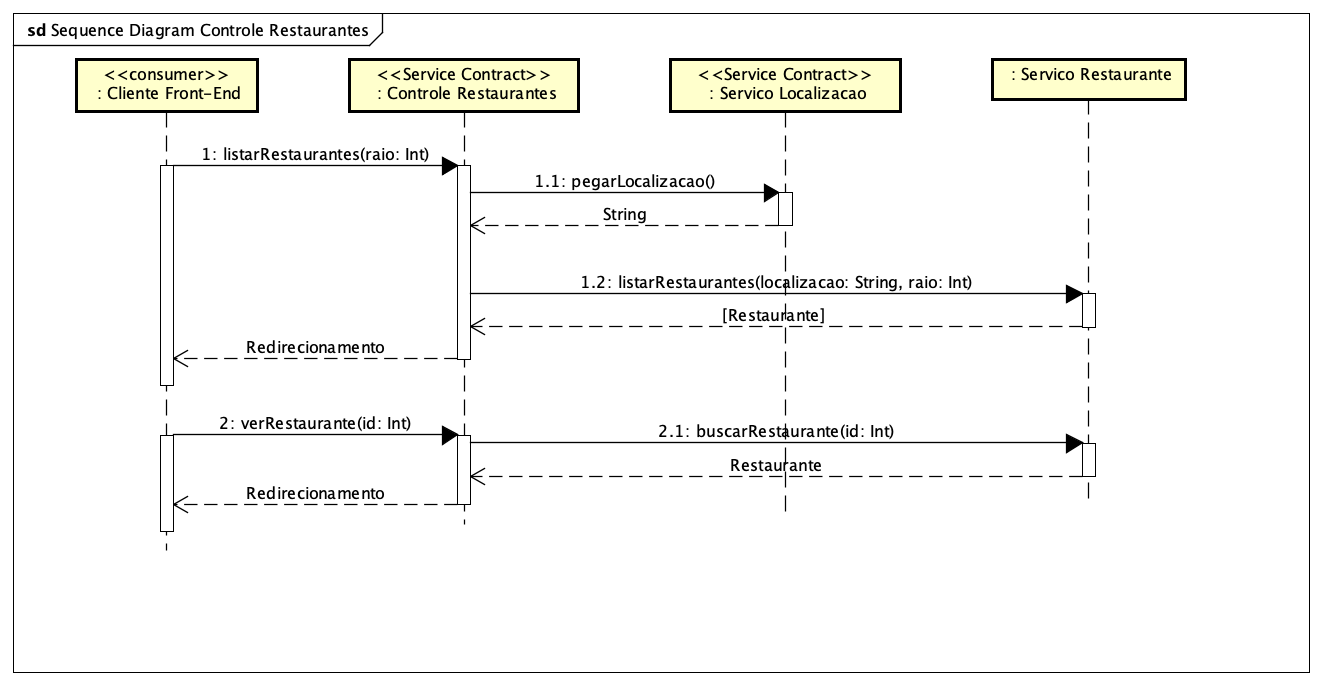 sd Sequence Diagram Controle Restaurantes
<<consumer>>
: Cliente Front-End
<<Service Contract>>
: Controle Restaurantes
<<Service Contract>>
: Servico Localizacao
: Servico Restaurante
1: listarRestaurantes(raio: Int)
1.1: pegarLocalizacao()
String
1.2: listarRestaurantes(localizacao: String, raio: Int)
[Restaurante]
Redirecionamento
2: verRestaurante(id: Int)
2.1: buscarRestaurante(id: Int)
Restaurante
Redirecionamento